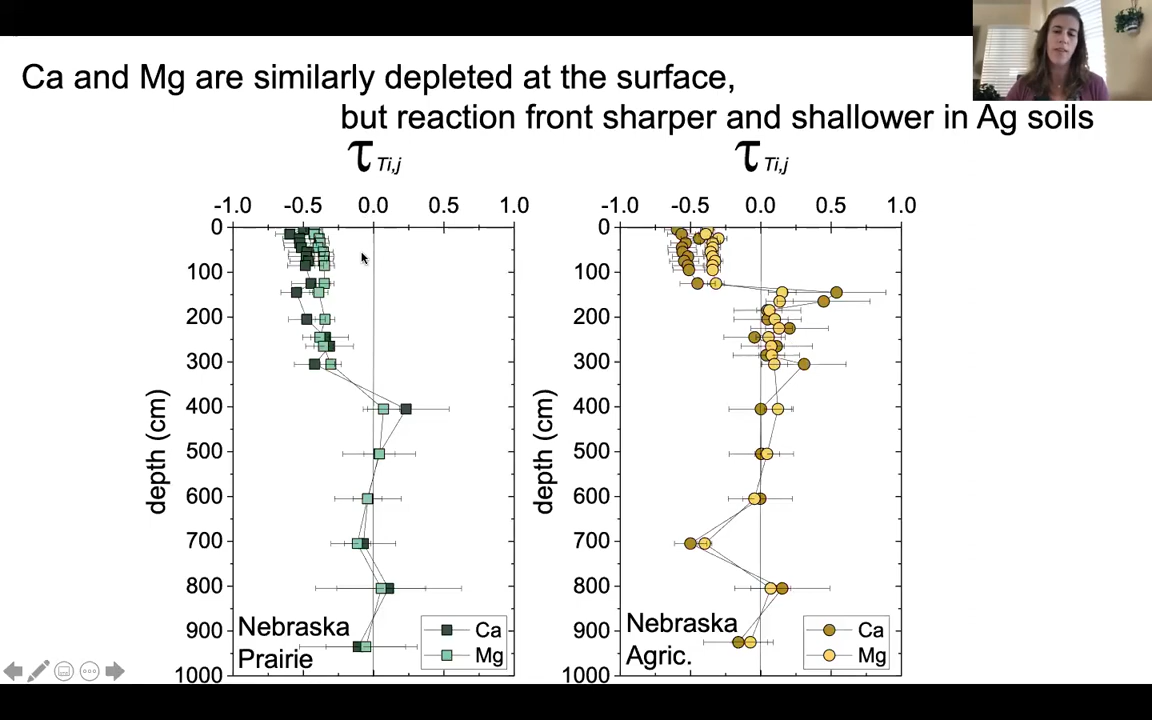 Ca and Mg are similarly depleted at the surface,
but reaction front sharper and shallower in Ag soils
τ Ti,j
τ Ti,j
-1.0 -0.5 0.0 0.5 1.0
-1.0 -0.5 0.0 0.5 1.0
0
100
200
300
400
500
600
700
800
900
1000
depth (cm)
Nebraska
Prairie
Ca
Mg
0
100
200
300
400
500
600
700
800
900
1000
depth (cm)
Nebraska
Agric.
Ca
Mg